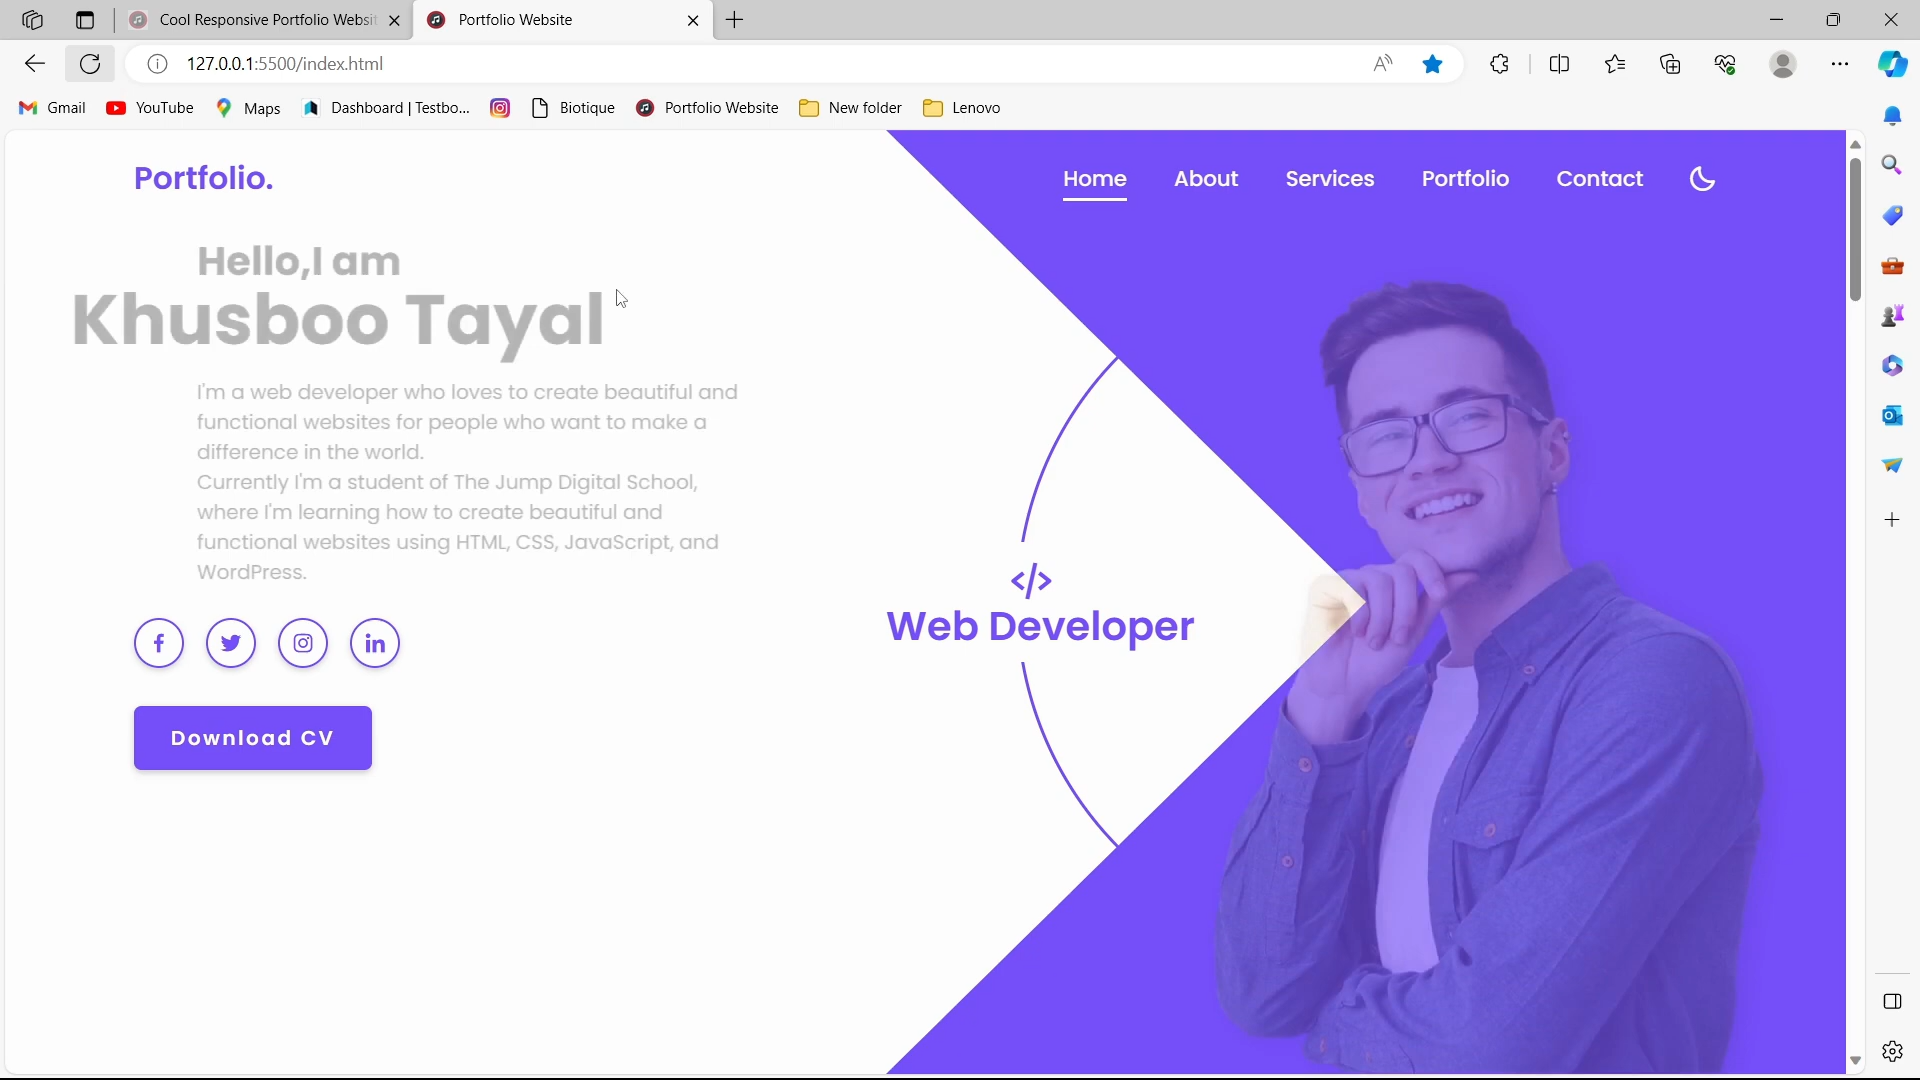 Cool Responsive Portfolio Websit
Portfolio Website
127.0.0.1:5500/index.html
Gmail
YouTube
Maps
Dashboard | Testbo...
Biotique
Portfolio Website
New folder
Lenovo
Portfolio.
Home
About
Services
Portfolio
Contact
Hello,I am
Khusboo Tayal
I'm a web developer who loves to create beautiful and
functional websites for people who want to make a
difference in the world.
Currently I'm a student of The Jump Digital School,
where I'm learning how to create beautiful and
functional websites using HTML, CSS, JavaScript, and
WordPress.
</>
Web Developer
Download CV